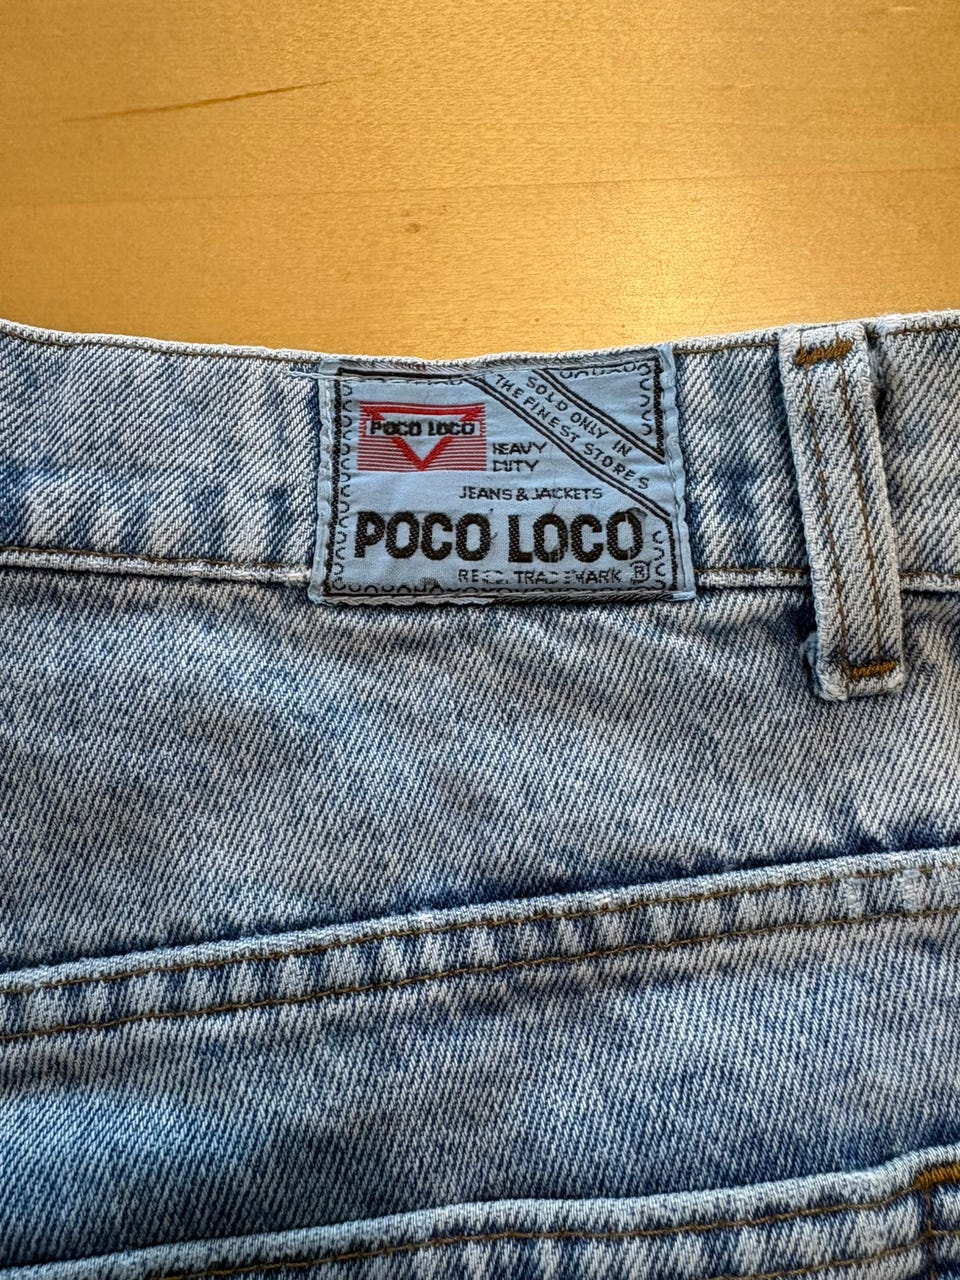 SOLD ONLY IN
THE FINEST STORES
POCO LOCO
HEAVY
DUTY
JEANS & JACKETS
POCO LOCO
REG. TRADEMARK ®